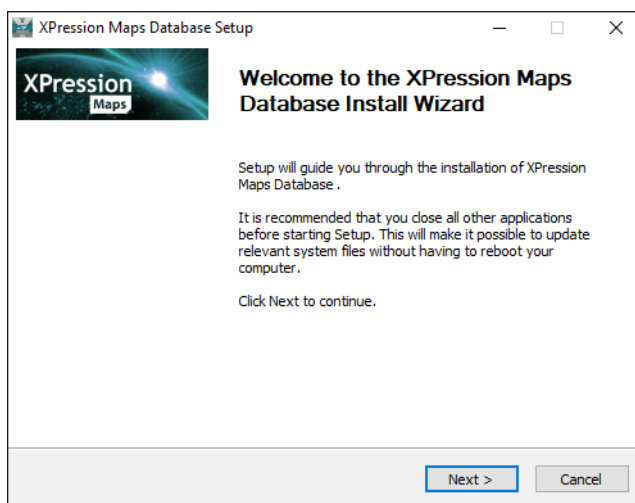 XPression Maps Database Setup
XPression
Maps
Welcome to the XPression Maps
Database Install Wizard
Setup will guide you through the installation of XPression
Maps Database .
It is recommended that you close all other applications
before starting Setup. This will make it possible to update
relevant system files without having to reboot your
computer.
Click Next to continue.
Next >
Cancel